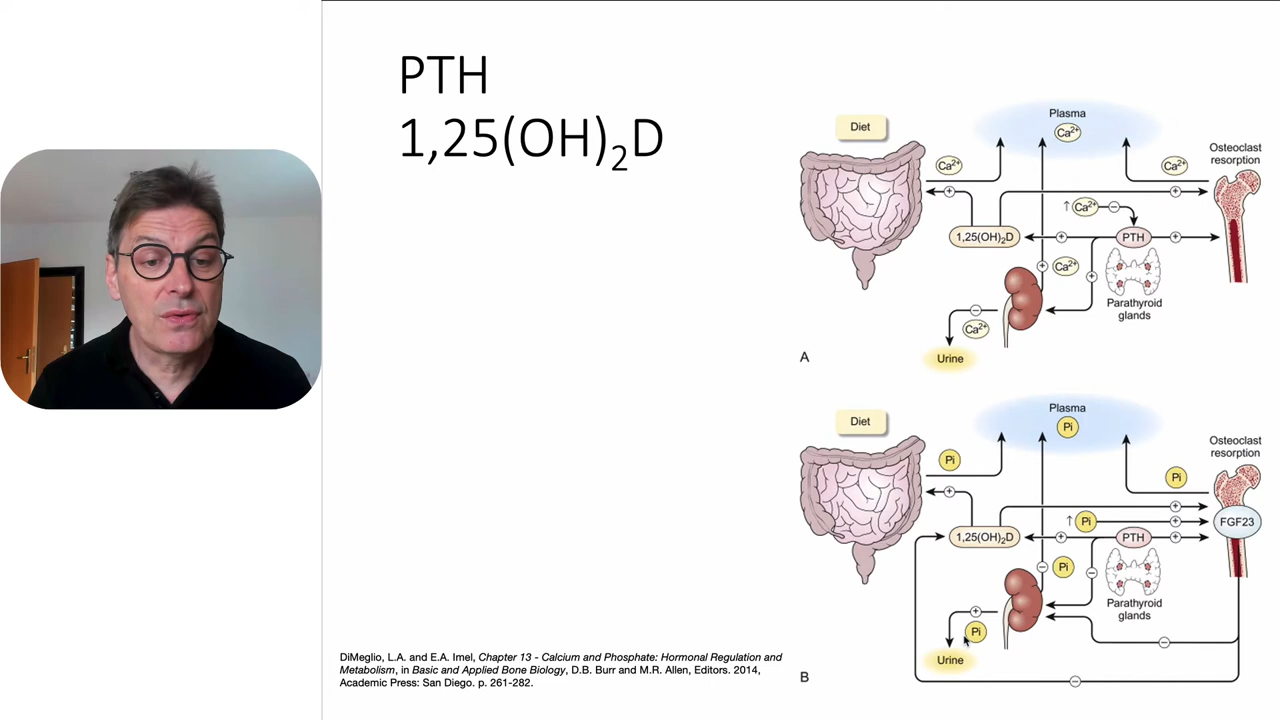 PTH
1,25(OH)₂D
Diet
Plasma
Ca²⁺
Osteoclast
resorption
Ca²⁺
Ca²⁺
+
+
↑ Ca²⁺ −
1,25(OH)₂D
+
PTH
+
+
Ca²⁺
+
Parathyroid
glands
−
Ca²⁺
Urine
A
Diet
Plasma
Pi
Osteoclast
resorption
Pi
Pi
+
+
↑ Pi
+
FGF23
1,25(OH)₂D
+
PTH
+
−
Pi
−
Parathyroid
glands
+
Pi
−
Urine
B
−
DiMeglio, L.A. and E.A. Imel, Chapter 13 - Calcium and Phosphate: Hormonal Regulation and
Metabolism, in Basic and Applied Bone Biology, D.B. Burr and M.R. Allen, Editors. 2014,
Academic Press: San Diego. p. 261-282.